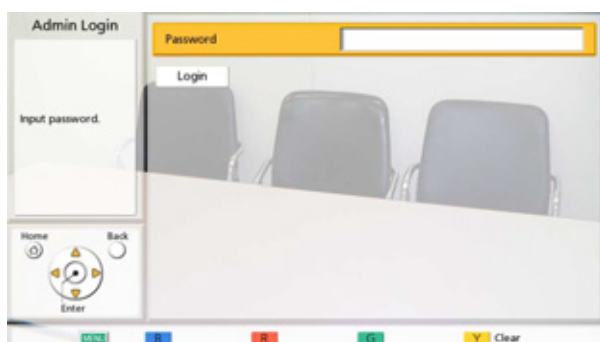 Admin Login
Password
Login
Input password.
Home
Back
Enter
MENU
B
R
G
Y Clear